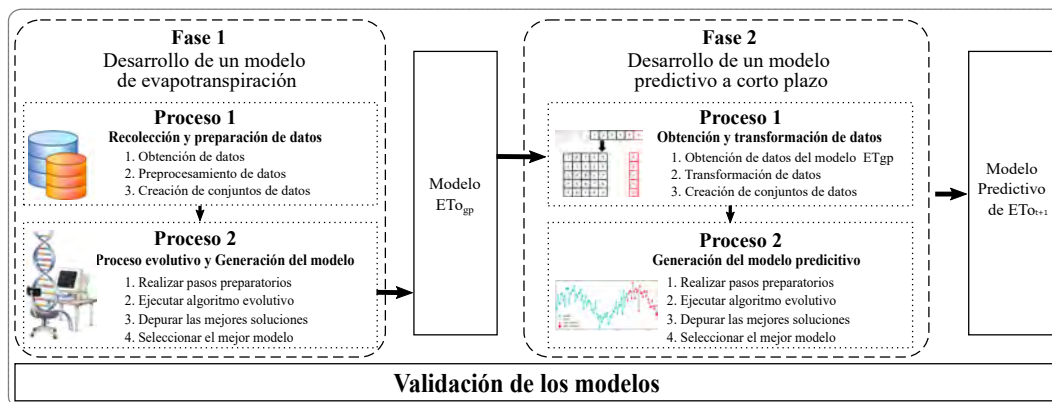 Fase 1
Desarrollo de un modelo
de evapotranspiración
Proceso 1
Recolección y preparación de datos
1. Obtención de datos
2. Preprocesamiento de datos
3. Creación de conjuntos de datos
Proceso 2
Proceso evolutivo y Generación del modelo
1. Realizar pasos preparatorios
2. Ejecutar algoritmo evolutivo
3. Depurar las mejores soluciones
4. Seleccionar el mejor modelo
Modelo
ETogp
Fase 2
Desarrollo de un modelo
predictivo a corto plazo
Proceso 1
Obtención y transformación de datos
1. Obtención de datos del modelo ETgp
2. Transformación de datos
3. Creación de conjuntos de datos
Proceso 2
Generación del modelo predicitivo
1. Realizar pasos preparatorios
2. Ejecutar algoritmo evolutivo
3. Depurar las mejores soluciones
4. Seleccionar el mejor modelo
Modelo
Predictivo
de ETot+1
Validación de los modelos